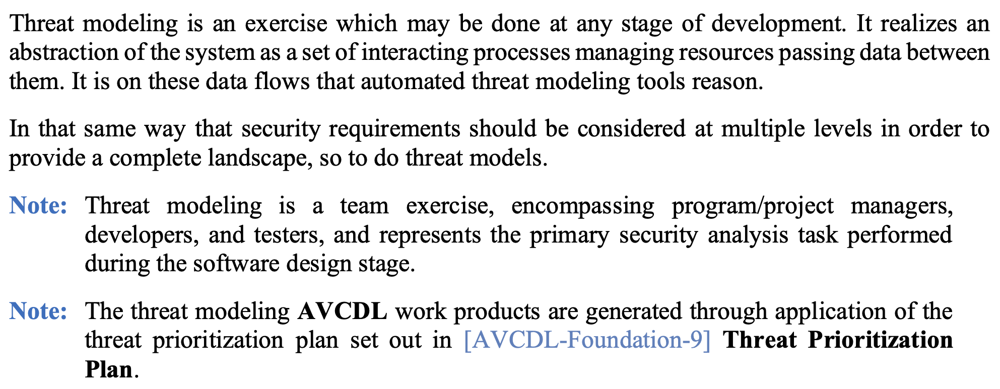 Threat modeling is an exercise which may be done at any stage of development. It realizes an
abstraction of the system as a set of interacting processes managing resources passing data between
them. It is on these data flows that automated threat modeling tools reason.
In that same way that security requirements should be considered at multiple levels in order to
provide a complete landscape, so to do threat models.
Note: Threat modeling is a team exercise, encompassing program/project managers,
developers, and testers, and represents the primary security analysis task performed
during the software design stage.
Note: The threat modeling AVCDL work products are generated through application of the
threat prioritization plan set out in [AVCDL-Foundation-9] Threat Prioritization
Plan.